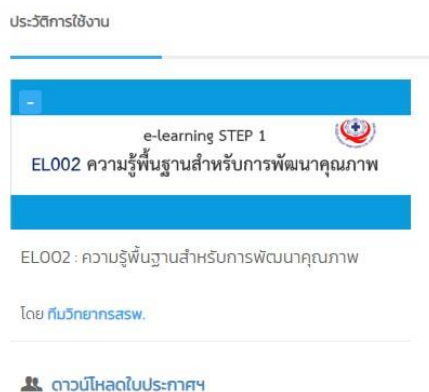 ประวัติการใช้งาน
-
e-learning STEP 1
EL002 ความรู้พื้นฐานสำหรับการพัฒนาคุณภาพ
EL002 : ความรู้พื้นฐานสำหรับการพัฒนาคุณภาพ
โดย ทีมวิทยากรสรพ.
ดาวน์โหลดใบประกาศฯ